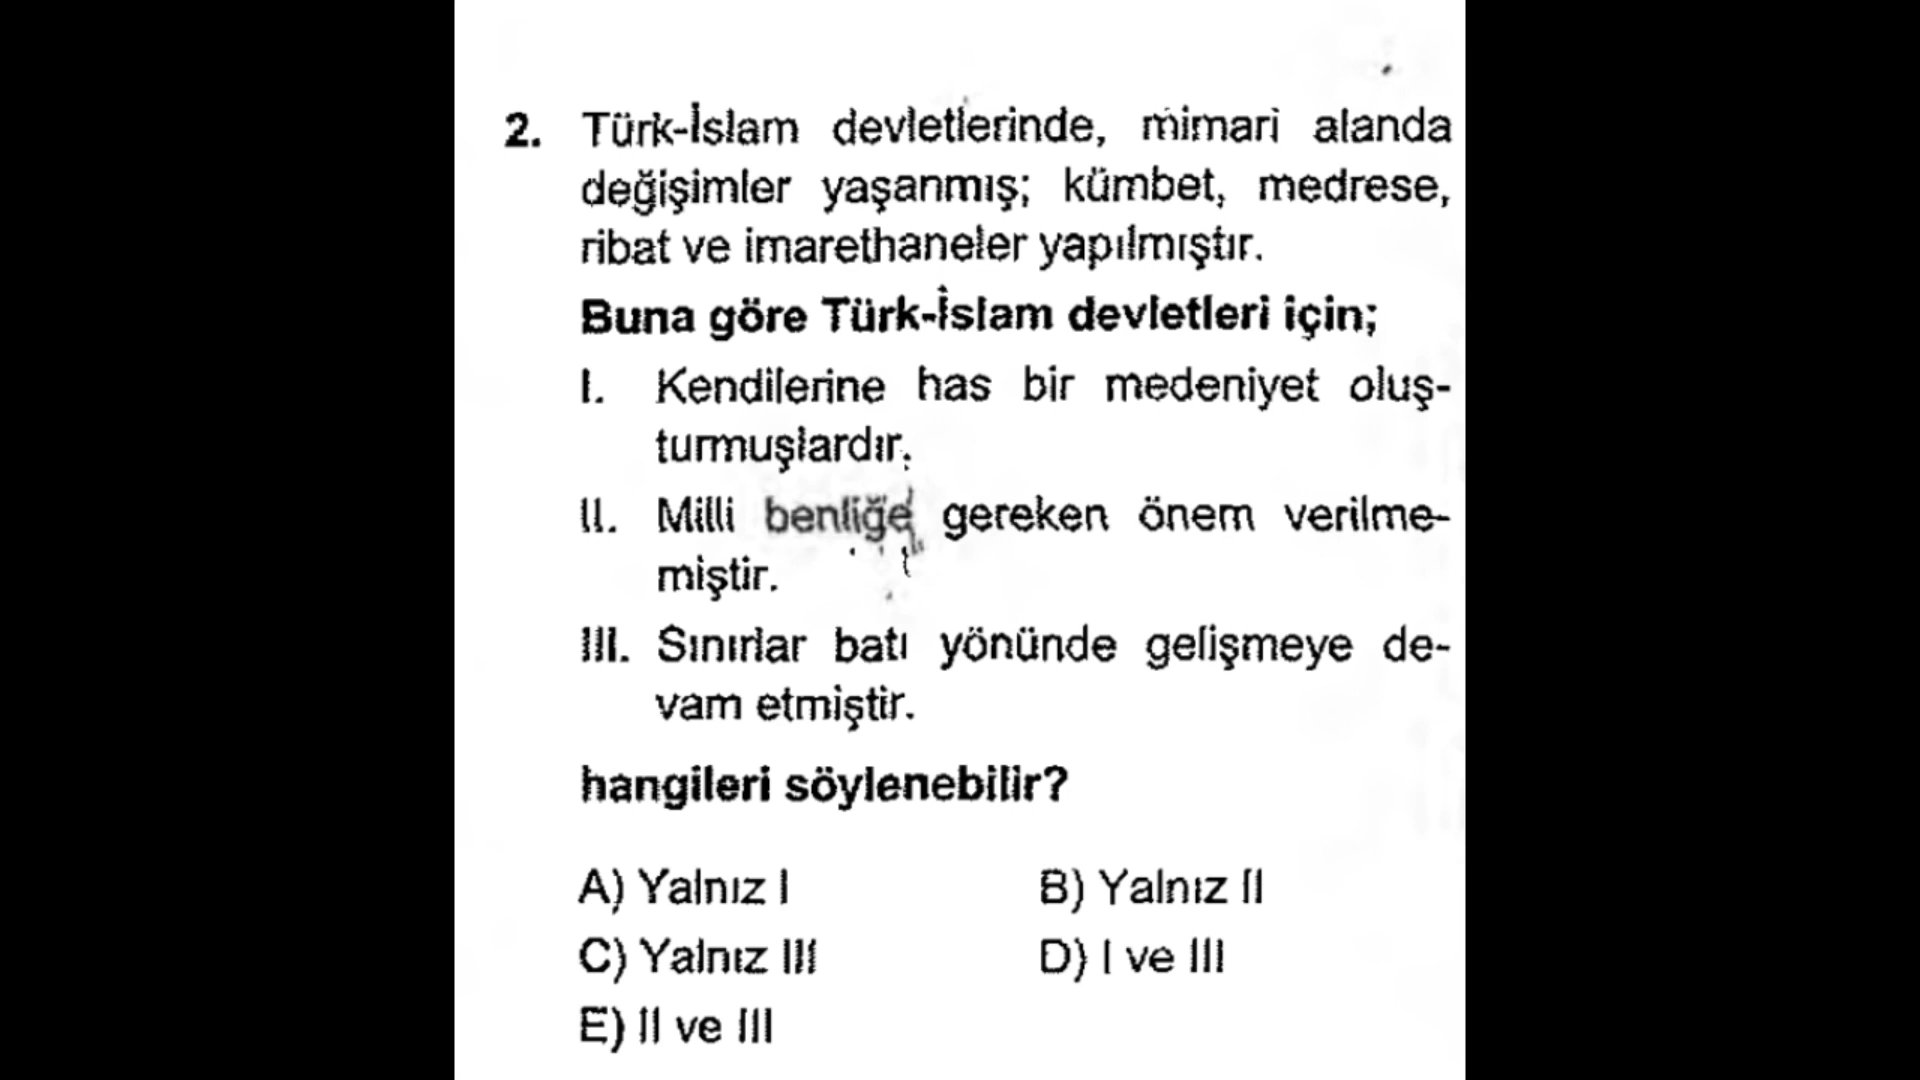 2. Türk-İslam devletlerinde, mimari alanda
değişimler yaşanmış; kümbet, medrese,
ribat ve imarethaneler yapılmıştır.
Buna göre Türk-İslam devletleri için;
I. Kendilerine has bir medeniyet oluş-
turmuşlardır.
II. Milli benliğe gereken önem verilme-
miştir.
III. Sınırlar batı yönünde gelişmeye de-
vam etmiştir.
hangileri söylenebilir?
A) Yalnız I B) Yalnız II
C) Yalnız III D) I ve III
E) II ve III